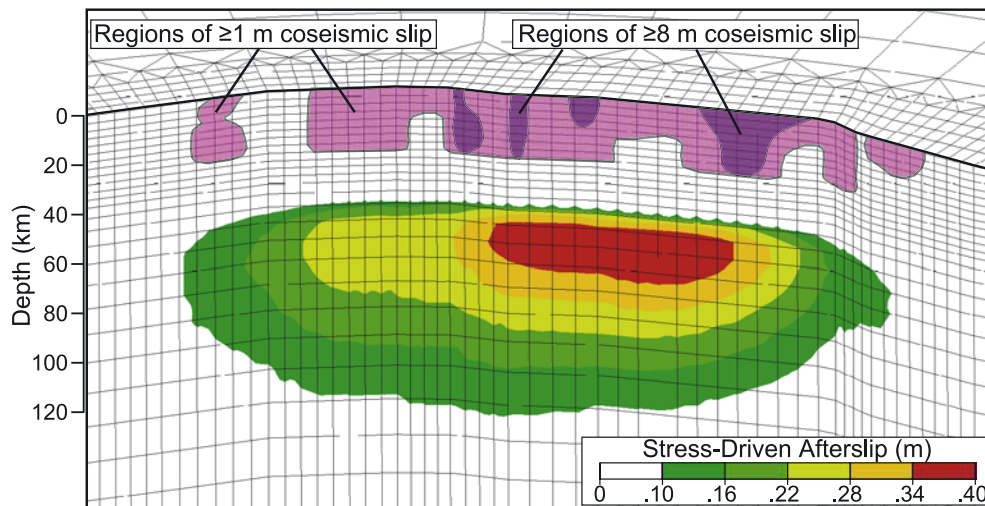 Regions of ≥1 m coseismic slip
Regions of ≥8 m coseismic slip
Depth (km)
0
20
40
60
80
100
120
Stress-Driven Afterslip (m)
0 .10 .16 .22 .28 .34 .40